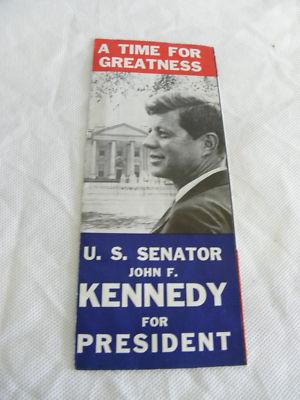 A TIME FOR
GREATNESS
U. S. SENATOR
JOHN F.
KENNEDY
FOR
PRESIDENT